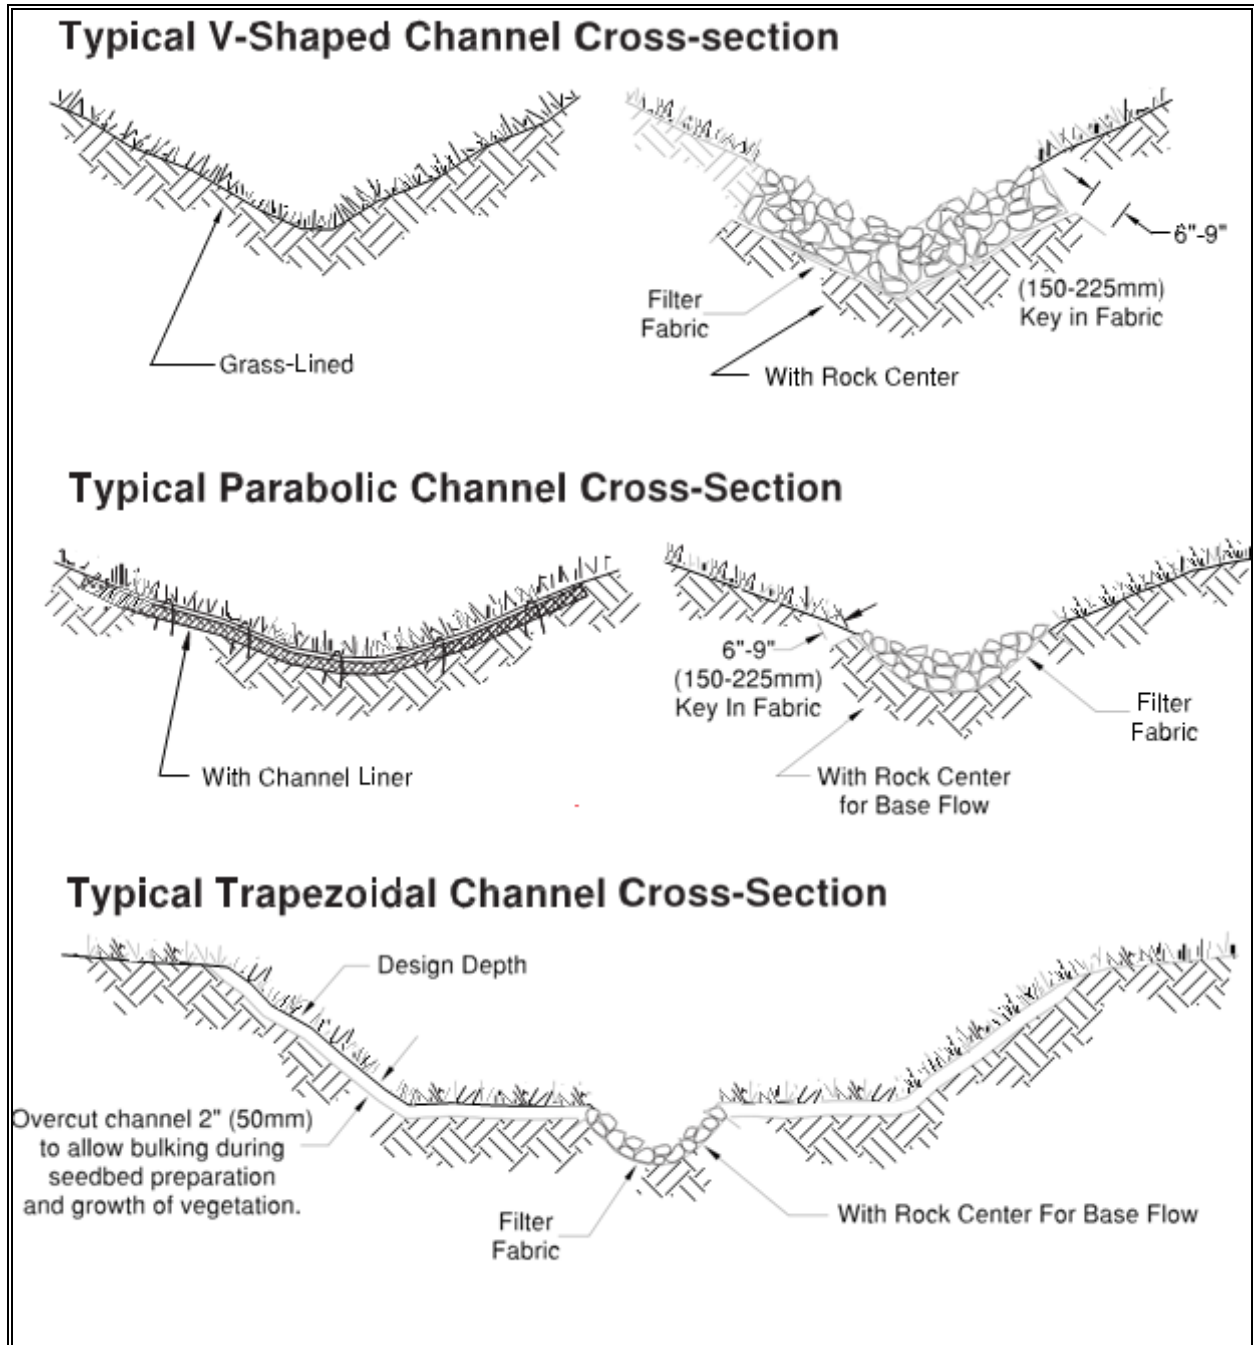 Typical V-Shaped Channel Cross-section
Grass-Lined
Filter
Fabric
With Rock Center
6"-9"
(150-225mm)
Key in Fabric
Typical Parabolic Channel Cross-Section
With Channel Liner
6"-9"
(150-225mm)
Key In Fabric
With Rock Center
for Base Flow
Filter
Fabric
Typical Trapezoidal Channel Cross-Section
Design Depth
Overcut channel 2" (50mm)
to allow bulking during
seedbed preparation
and growth of vegetation.
Filter
Fabric
With Rock Center For Base Flow